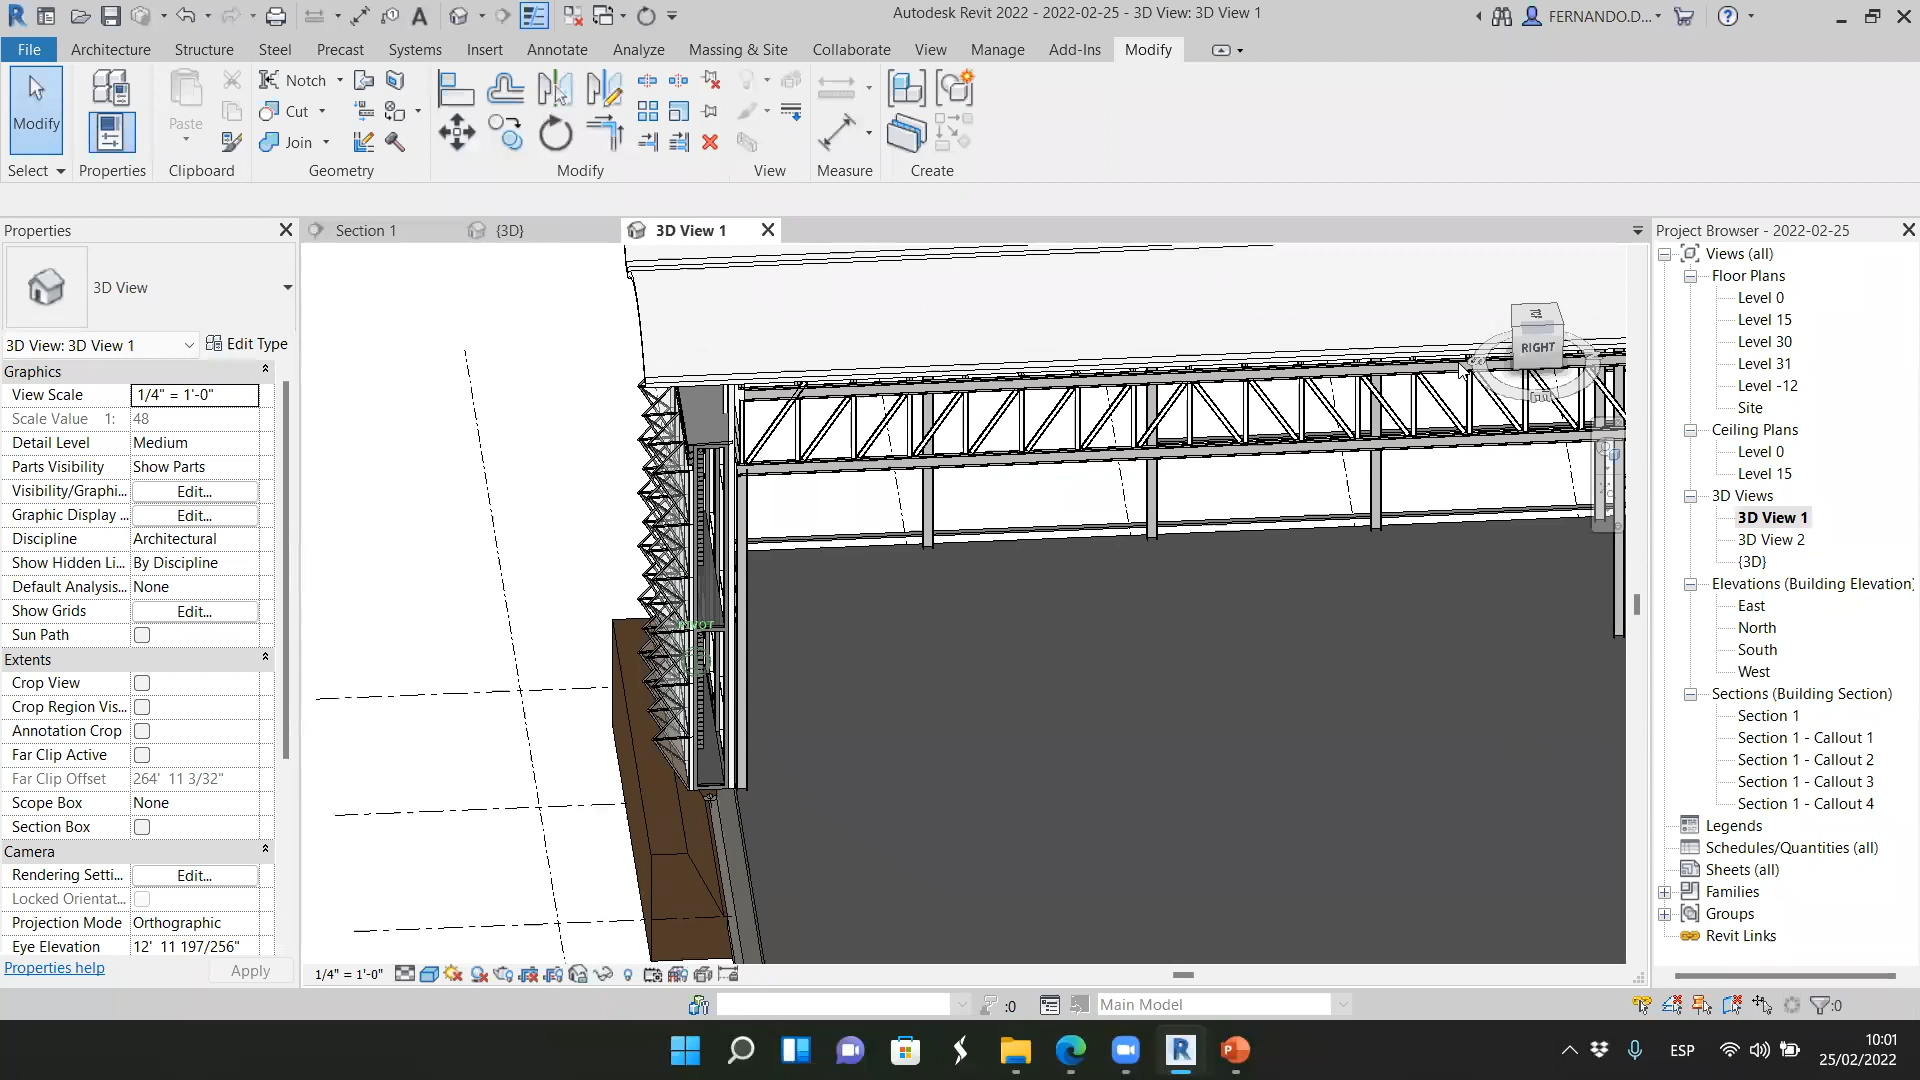 Autodesk Revit 2022 - 2022-02-25 - 3D View: 3D View 1
FERNANDO.D...
File Architecture Structure Steel Precast Systems Insert Annotate Analyze Massing & Site Collaborate View Manage Add-Ins Modify
Modify
Paste
Notch
Cut
Join
Select Properties Clipboard Geometry Modify View Measure Create
Properties
Section 1
{3D}
3D View 1
Project Browser - 2022-02-25
3D View
3D View: 3D View 1
Edit Type
Graphics
View Scale 1/4" = 1'-0"
Scale Value 1: 48
Detail Level Medium
Parts Visibility Show Parts
Visibility/Graphi... Edit...
Graphic Display ... Edit...
Discipline Architectural
Show Hidden Li... By Discipline
Default Analysis... None
Show Grids Edit...
Sun Path
Extents
Crop View
Crop Region Vis...
Annotation Crop
Far Clip Active
Far Clip Offset 264' 11 3/32"
Scope Box None
Section Box
Camera
Rendering Setti... Edit...
Locked Orientat...
Projection Mode Orthographic
Eye Elevation 12' 11 197/256"
Properties help
Apply
RIGHT
PIVOT
Views (all)
Floor Plans
Level 0
Level 15
Level 30
Level 31
Level -12
Site
Ceiling Plans
Level 0
Level 15
3D Views
3D View 1
3D View 2
{3D}
Elevations (Building Elevation)
East
North
South
West
Sections (Building Section)
Section 1
Section 1 - Callout 1
Section 1 - Callout 2
Section 1 - Callout 3
Section 1 - Callout 4
Legends
Schedules/Quantities (all)
Sheets (all)
Families
Groups
Revit Links
1/4" = 1'-0"
:0
Main Model
:0
ESP
10:01
25/02/2022